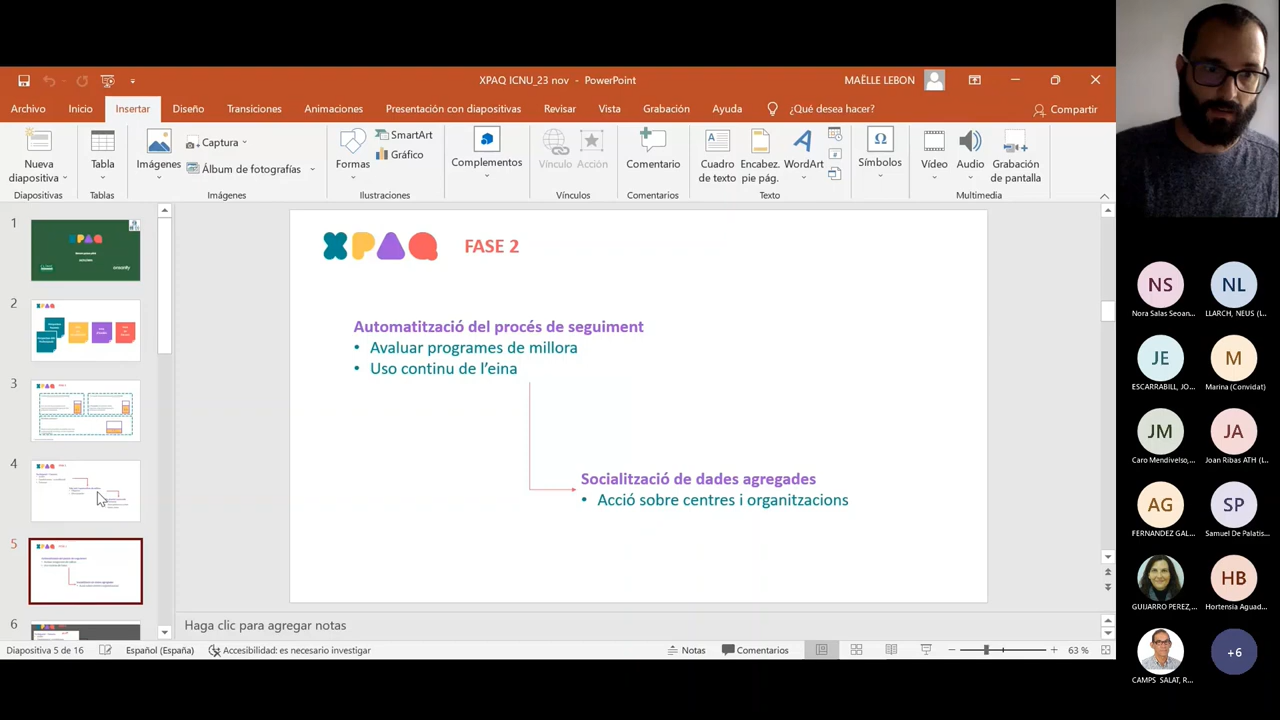 XPAQ ICNU_23 nov - PowerPoint
MAËLLE LEBON
Archivo Inicio Insertar Diseño Transiciones Animaciones Presentación con diapositivas Revisar Vista Grabación Ayuda ¿Qué desea hacer? Compartir
Nueva diapositiva
Tabla
Imágenes
Captura
Álbum de fotografías
Formas
SmartArt
Gráfico
Complementos
Vínculo
Acción
Comentario
Cuadro de texto
Encabez. pie pág.
WordArt
Símbolos
Vídeo
Audio
Grabación de pantalla
Diapositivas Tablas Imágenes Ilustraciones Vínculos Comentarios Texto Multimedia
1
2
3
4
5
6
XPAQ FASE 2
Automatització del procés de seguiment
• Avaluar programes de millora
• Uso continu de l’eina
Socialització de dades agregades
• Acció sobre centres i organitzacions
Haga clic para agregar notas
Diapositiva 5 de 16 Español (España) Accesibilidad: es necesario investigar Notas Comentarios 63 %
NS NL
Nora Salas Seoan... LLARCH, NEUS (L...
JE M
ESCARRABILL, JO... Marina (Convidat)
JM JA
Caro Mendivelso,... Joan Ribas ATH (L...
AG SP
FERNANDEZ GAL... Samuel De Palatis...
HB
GUIJARRO PEREZ,... Hortensia Aguad...
+6
CAMPS SALAT, R...